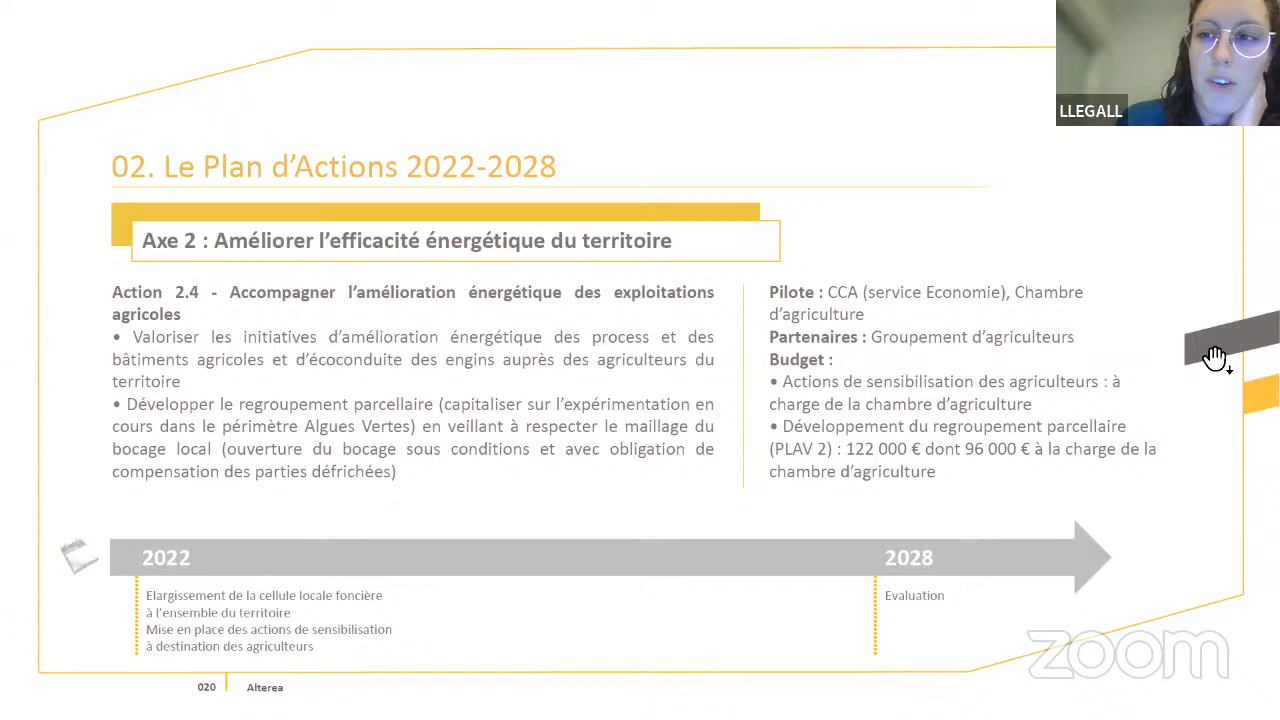 LLEGALL
02. Le Plan d’Actions 2022-2028
Axe 2 : Améliorer l’efficacité énergétique du territoire
Action 2.4 - Accompagner l’amélioration énergétique des exploitations
agricoles
• Valoriser les initiatives d’amélioration énergétique des process et des
bâtiments agricoles et d’écoconduite des engins auprès des agriculteurs du
territoire
• Développer le regroupement parcellaire (capitaliser sur l’expérimentation en
cours dans le périmètre Algues Vertes) en veillant à respecter le maillage du
bocage local (ouverture du bocage sous conditions et avec obligation de
compensation des parties défrichées)
Pilote : CCA (service Economie), Chambre
d’agriculture
Partenaires : Groupement d’agriculteurs
Budget :
• Actions de sensibilisation des agriculteurs : à
charge de la chambre d’agriculture
• Développement du regroupement parcellaire
(PLAV 2) : 122 000 € dont 96 000 € à la charge de la
chambre d’agriculture
2022
2028
Elargissement de la cellule locale foncière
à l’ensemble du territoire
Mise en place des actions de sensibilisation
à destination des agriculteurs
Evaluation
zoom
020
Alterea